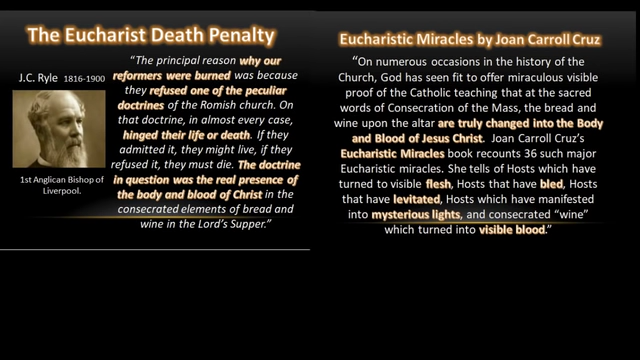 The Eucharist Death Penalty
J.C. Ryle 1816-1900
1st Anglican Bishop of
Liverpool.
"The principal reason why our
reformers were burned was because
they refused one of the peculiar
doctrines of the Romish church. On
that doctrine, in almost every case,
hinged their life or death. If they
admitted it, they might live, if they
refused it, they must die. The doctrine
in question was the real presence of
the body and blood of Christ in the
consecrated elements of bread and
wine in the Lord's Supper."
Eucharistic Miracles by Joan Carroll Cruz
"On numerous occasions in the history of the
Church, God has seen fit to offer miraculous visible
proof of the Catholic teaching that at the sacred
words of Consecration of the Mass, the bread and
wine upon the altar are truly changed into the Body
and Blood of Jesus Christ. Joan Carroll Cruz's
Eucharistic Miracles book recounts 36 such major
Eucharistic miracles. She tells of Hosts which have
turned to visible flesh, Hosts that have bled, Hosts
that have levitated, Hosts which have manifested
into mysterious lights, and consecrated "wine"
which turned into visible blood."